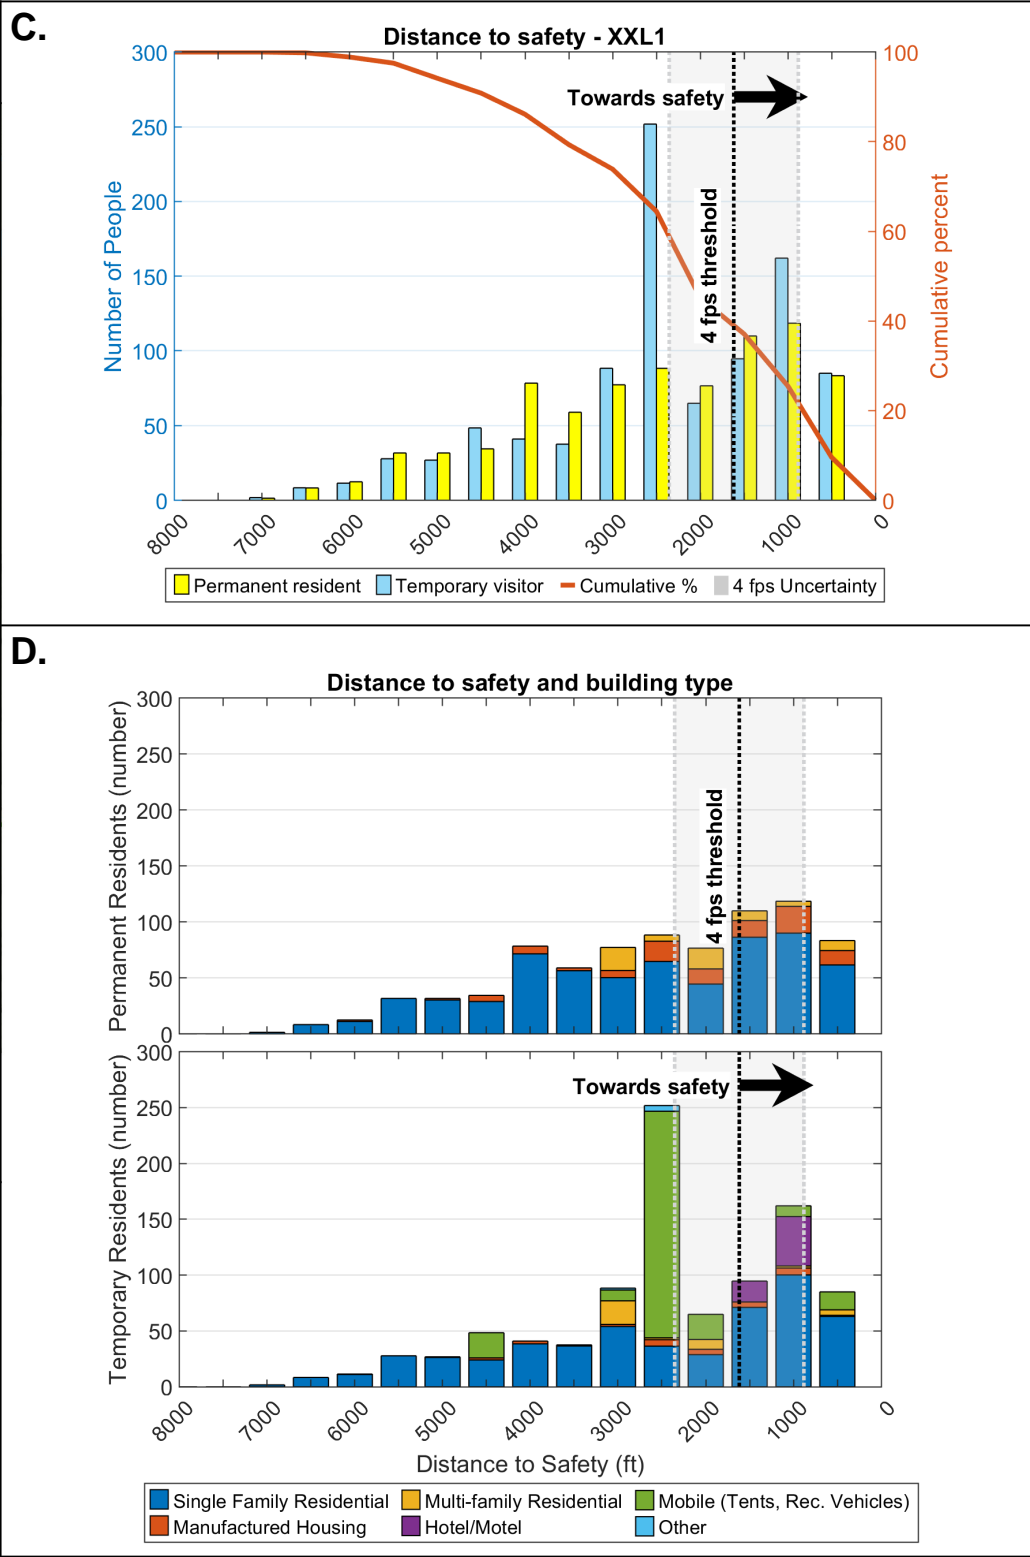 C.
Distance to safety - XXL1
300
250
200
150
100
50
0
Number of People
100
80
60
40
20
0
Cumulative percent
Towards safety
4 fps threshold
8000
7000
6000
5000
4000
3000
2000
1000
0
Permanent resident
Temporary visitor
Cumulative %
4 fps Uncertainty
D.
Distance to safety and building type
300
250
200
150
100
50
0
Permanent Residents (number)
4 fps threshold
300
250
200
150
100
50
0
Temporary Residents (number)
Towards safety
8000
7000
6000
5000
4000
3000
2000
1000
0
Distance to Safety (ft)
Single Family Residential
Multi-family Residential
Mobile (Tents, Rec. Vehicles)
Manufactured Housing
Hotel/Motel
Other